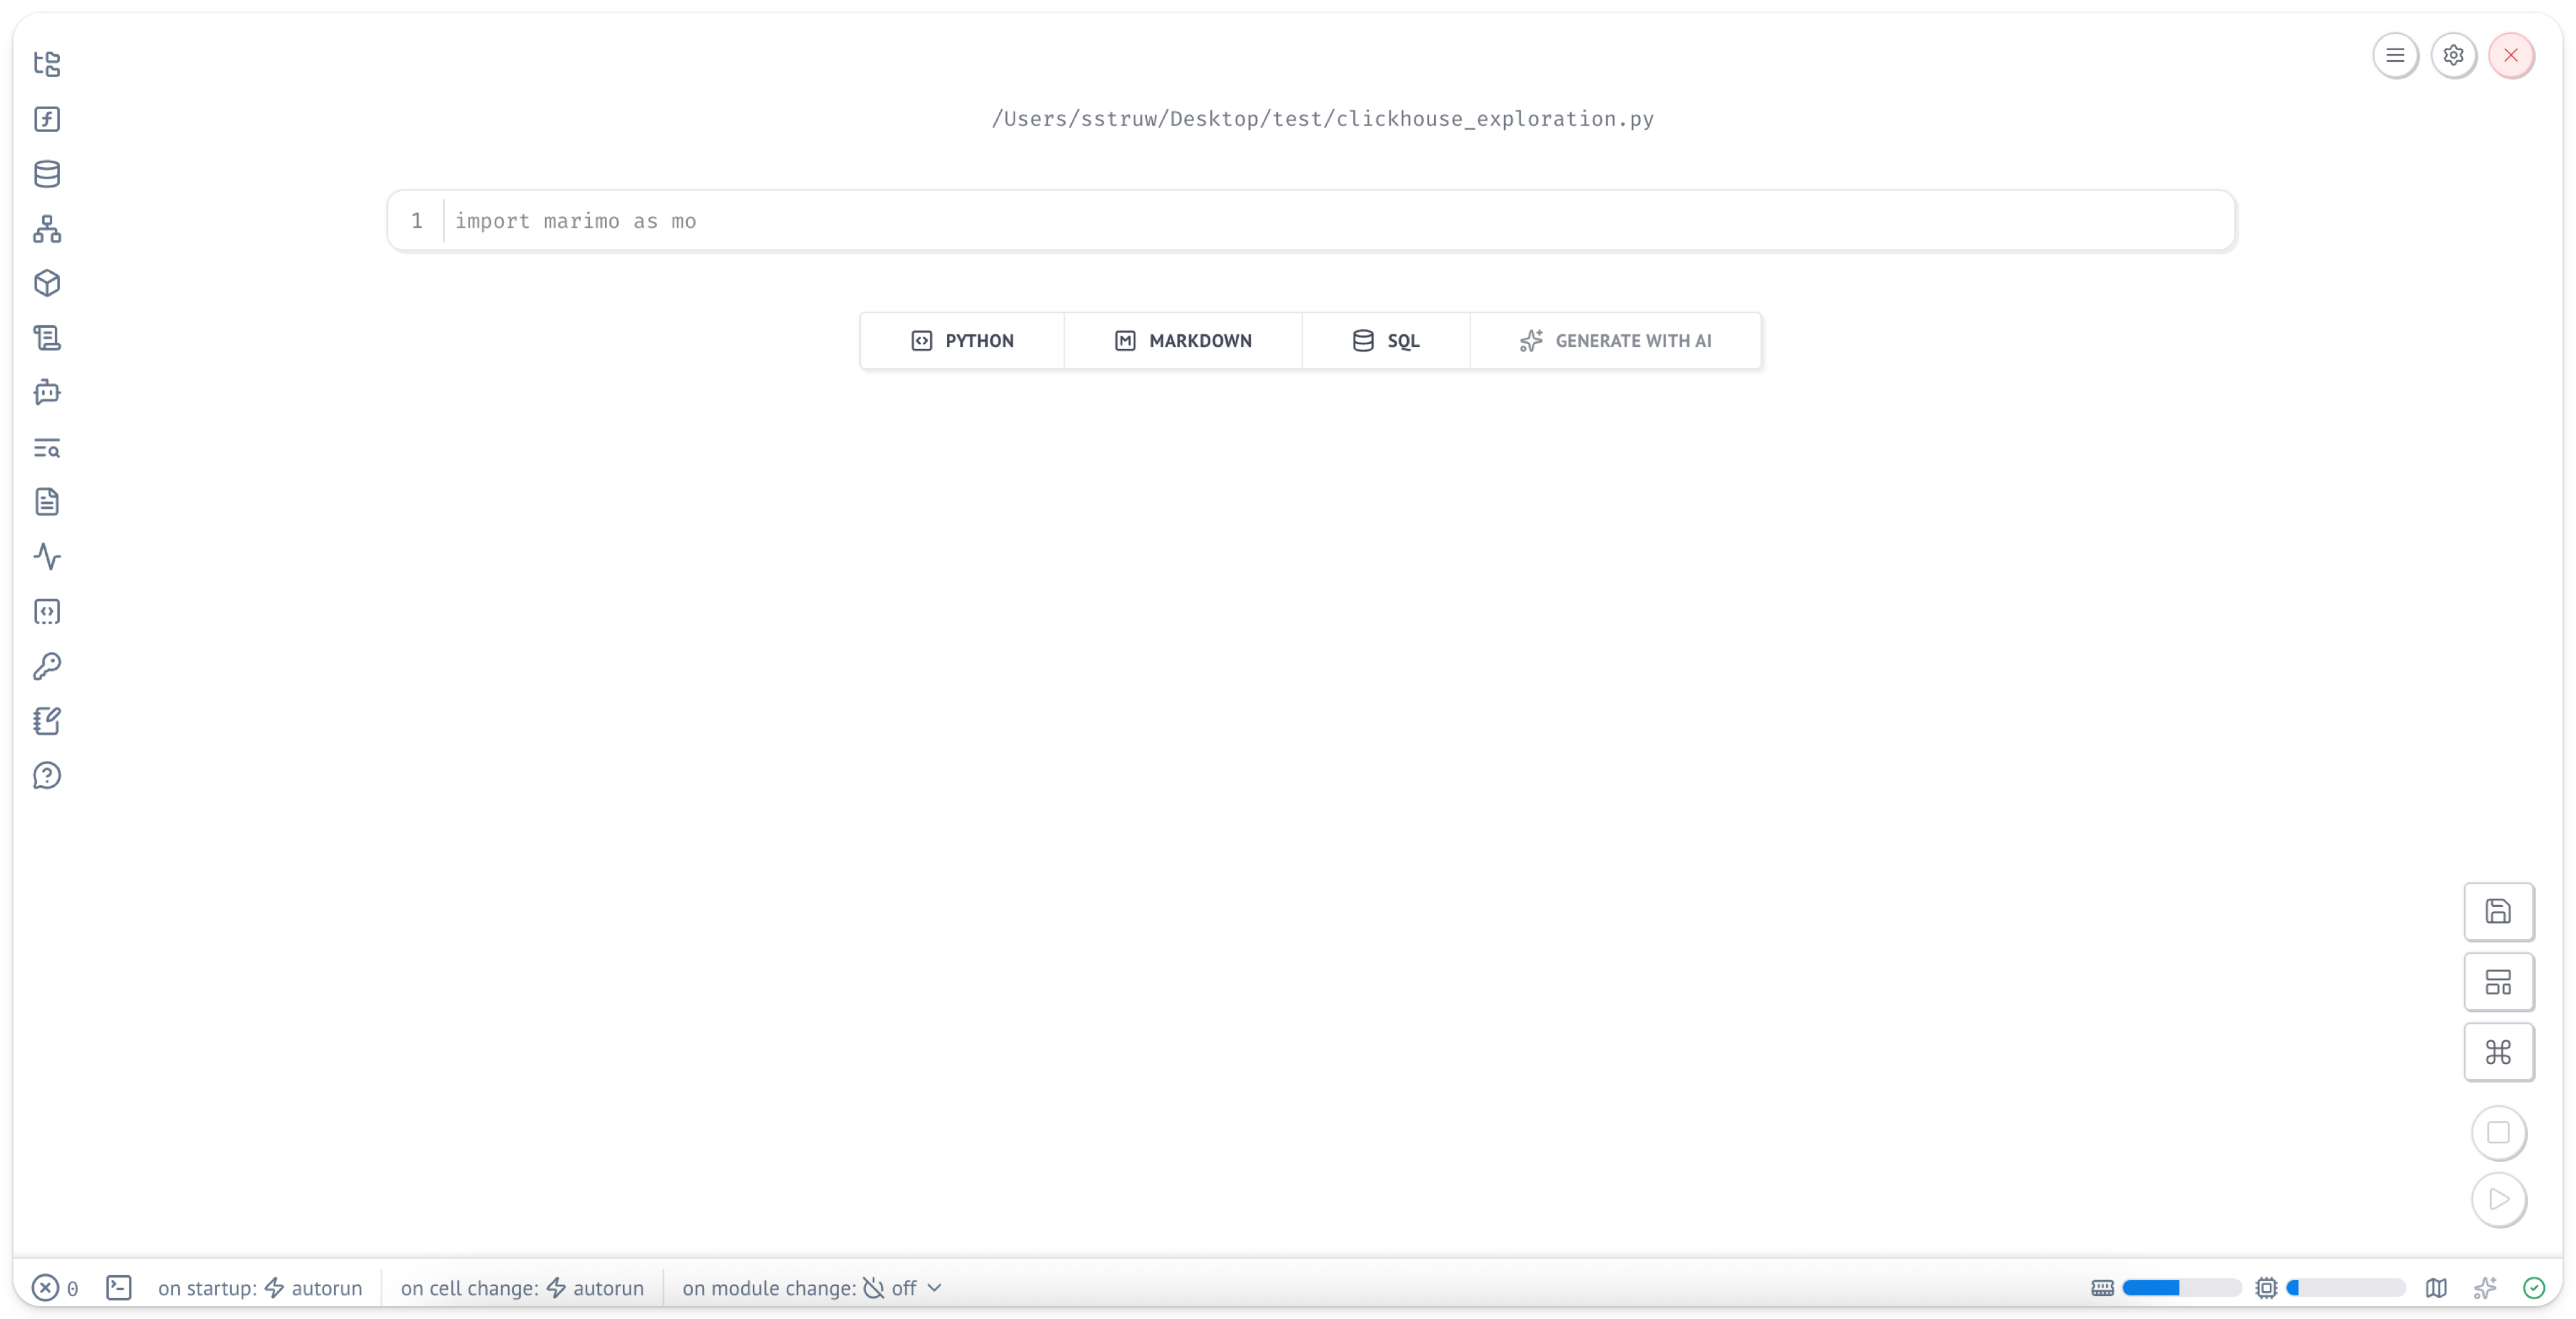 /Users/sstruw/Desktop/test/clickhouse_exploration.py
1 import marimo as mo
PYTHON MARKDOWN SQL GENERATE WITH AI
0 on startup: autorun on cell change: autorun on module change: off